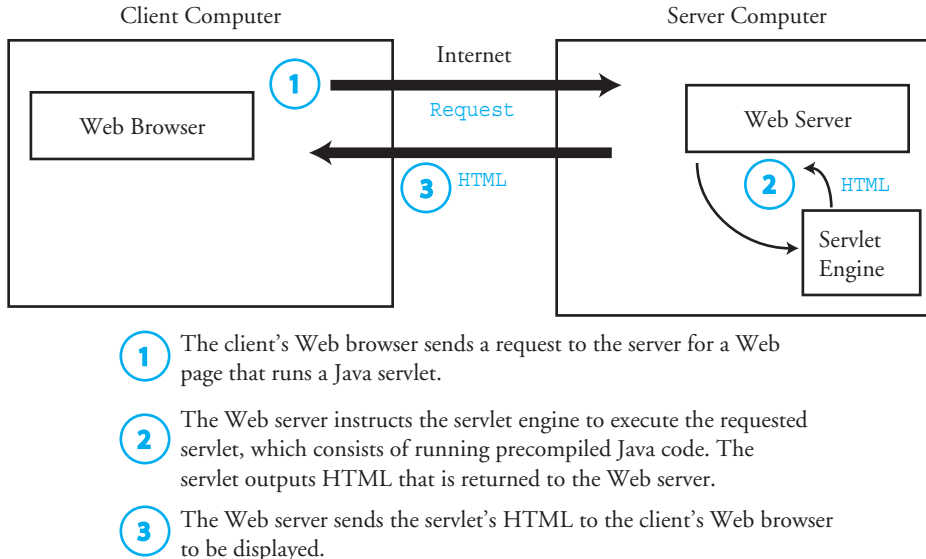 Client Computer
Server Computer
Internet
1
Request
Web Browser
Web Server
3
HTML
2
HTML
Servlet
Engine
1
The client’s Web browser sends a request to the server for a Web
page that runs a Java servlet.
2
The Web server instructs the servlet engine to execute the requested
servlet, which consists of running precompiled Java code. The
servlet outputs HTML that is returned to the Web server.
3
The Web server sends the servlet’s HTML to the client’s Web browser
to be displayed.